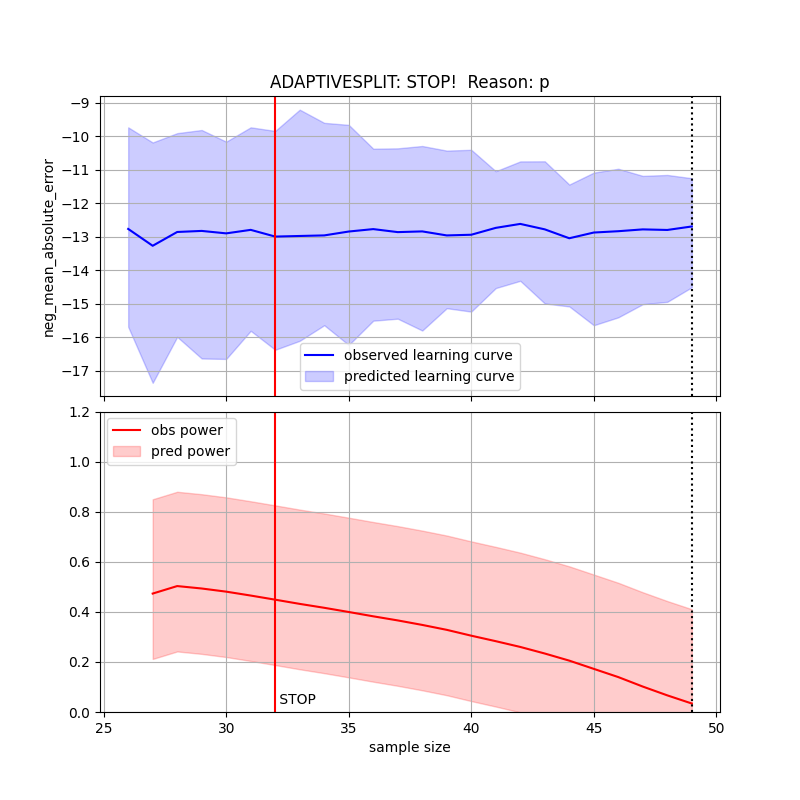 ADAPTIVESPLIT: STOP!  Reason: p
−9
−10
−11
−12
−13
−14
−15
−16
−17
neg_mean_absolute_error
observed learning curve
predicted learning curve
1.2
1.0
0.8
0.6
0.4
0.2
0.0
obs power
pred power
STOP
25
30
35
40
45
50
sample size